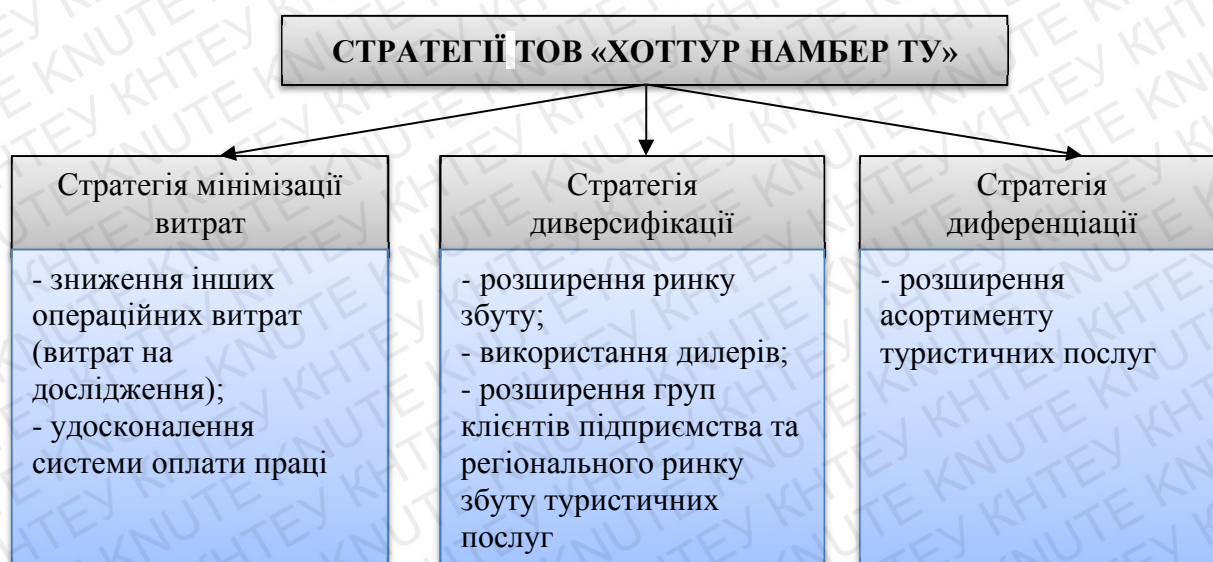 СТРАТЕГІЇ ТОВ «ХОТТУР НАМБЕР ТУ»
Стратегія мінімізації
витрат
- зниження інших
операційних витрат
(витрат на
дослідження);
- удосконалення
системи оплати праці
Стратегія
диверсифікації
- розширення ринку
збуту;
- використання дилерів;
- розширення груп
клієнтів підприємства та
регіонального ринку
збуту туристичних
послуг
Стратегія
диференціації
- розширення
асортименту
туристичних послуг